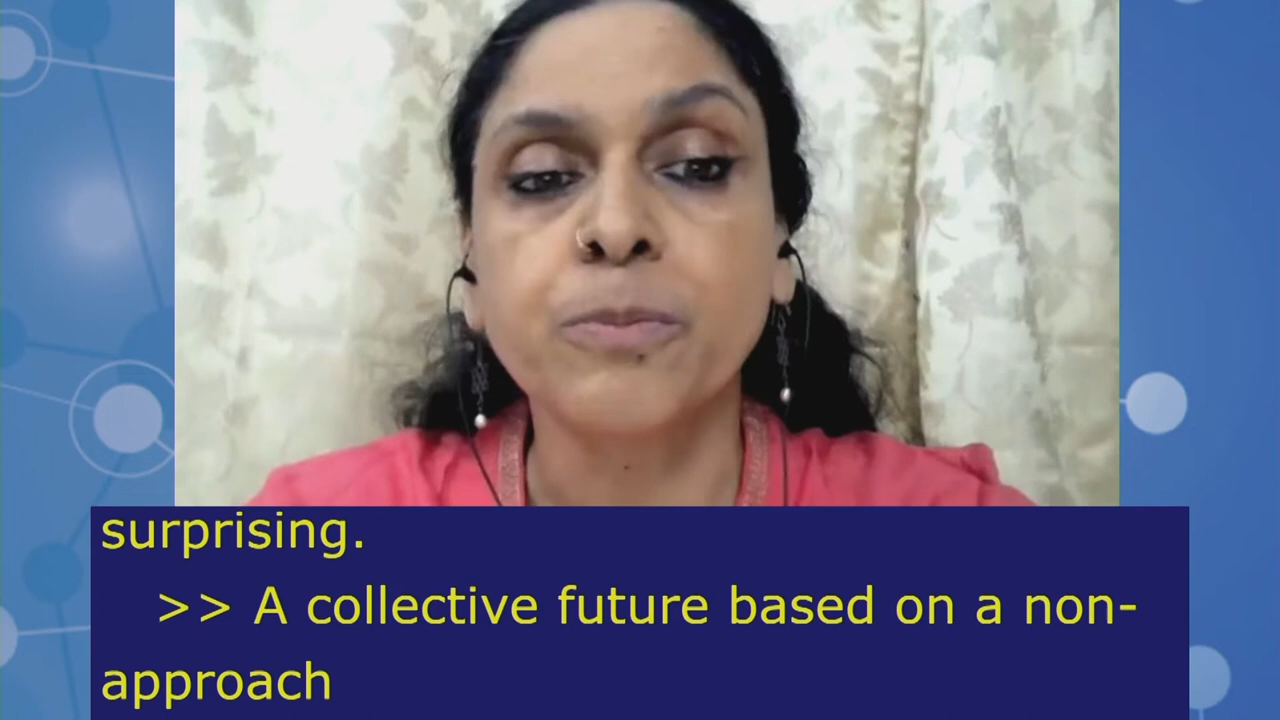 surprising.
>> A collective future based on a non-
approach